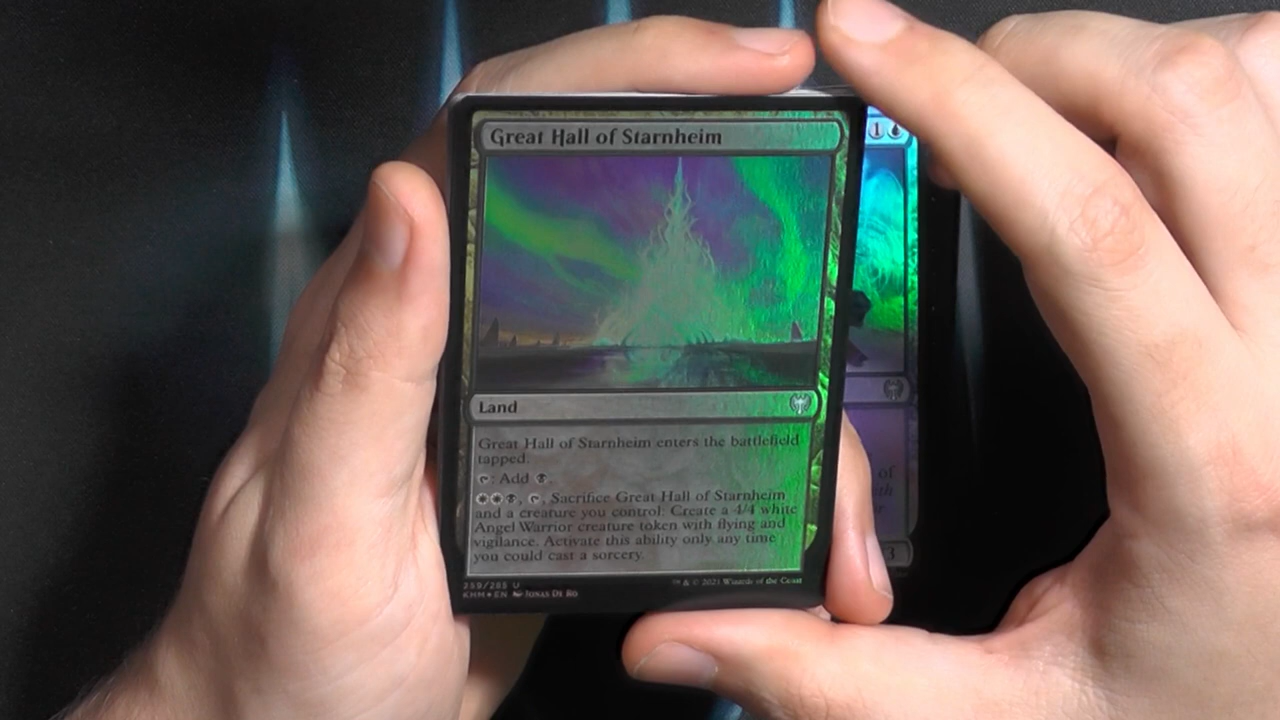 Great Hall of Starnheim
1
Land
Great Hall of Starnheim enters the battlefield
tapped.
: Add .
, , Sacrifice Great Hall of Starnheim
and a creature you control: Create a 4/4 white
Angel Warrior creature token with flying and
vigilance. Activate this ability only any time
you could cast a sorcery.
of
3
259/285 U
KHM EN Jonas De Ro
™ & © 2021 Wizards of the Coast